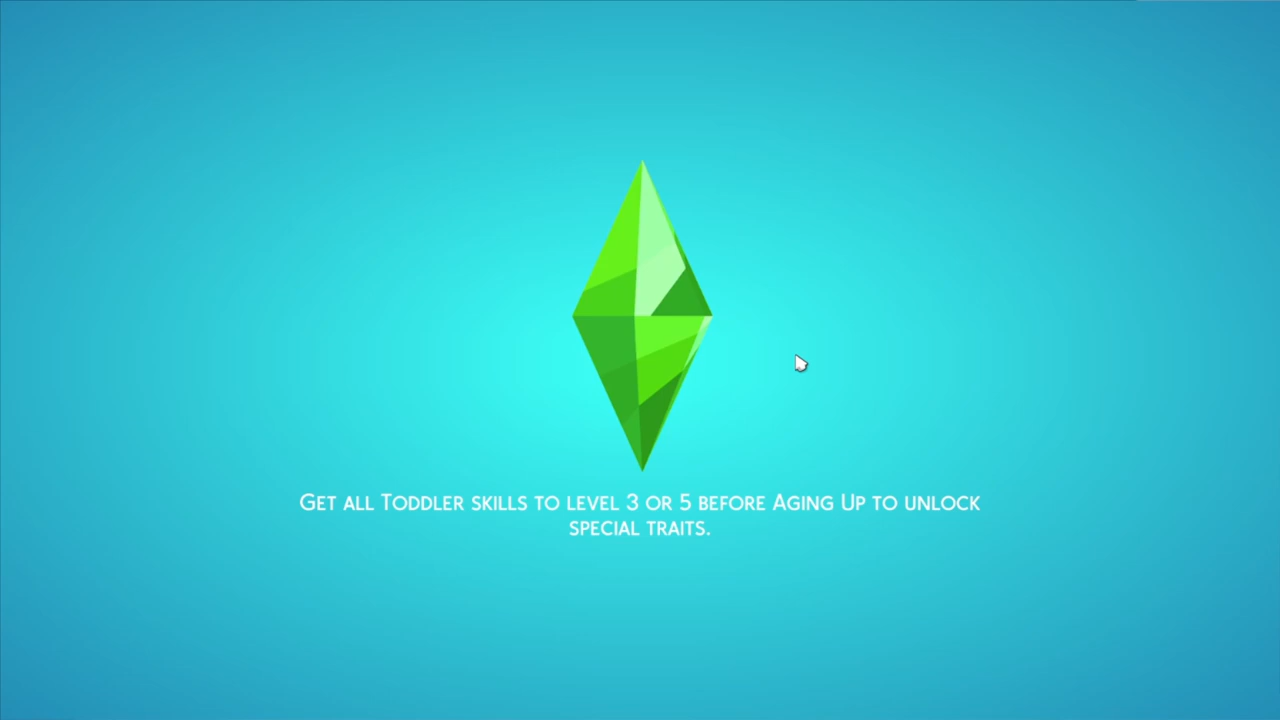 Get all Toddler skills to level 3 or 5 before Aging Up to unlock
special traits.